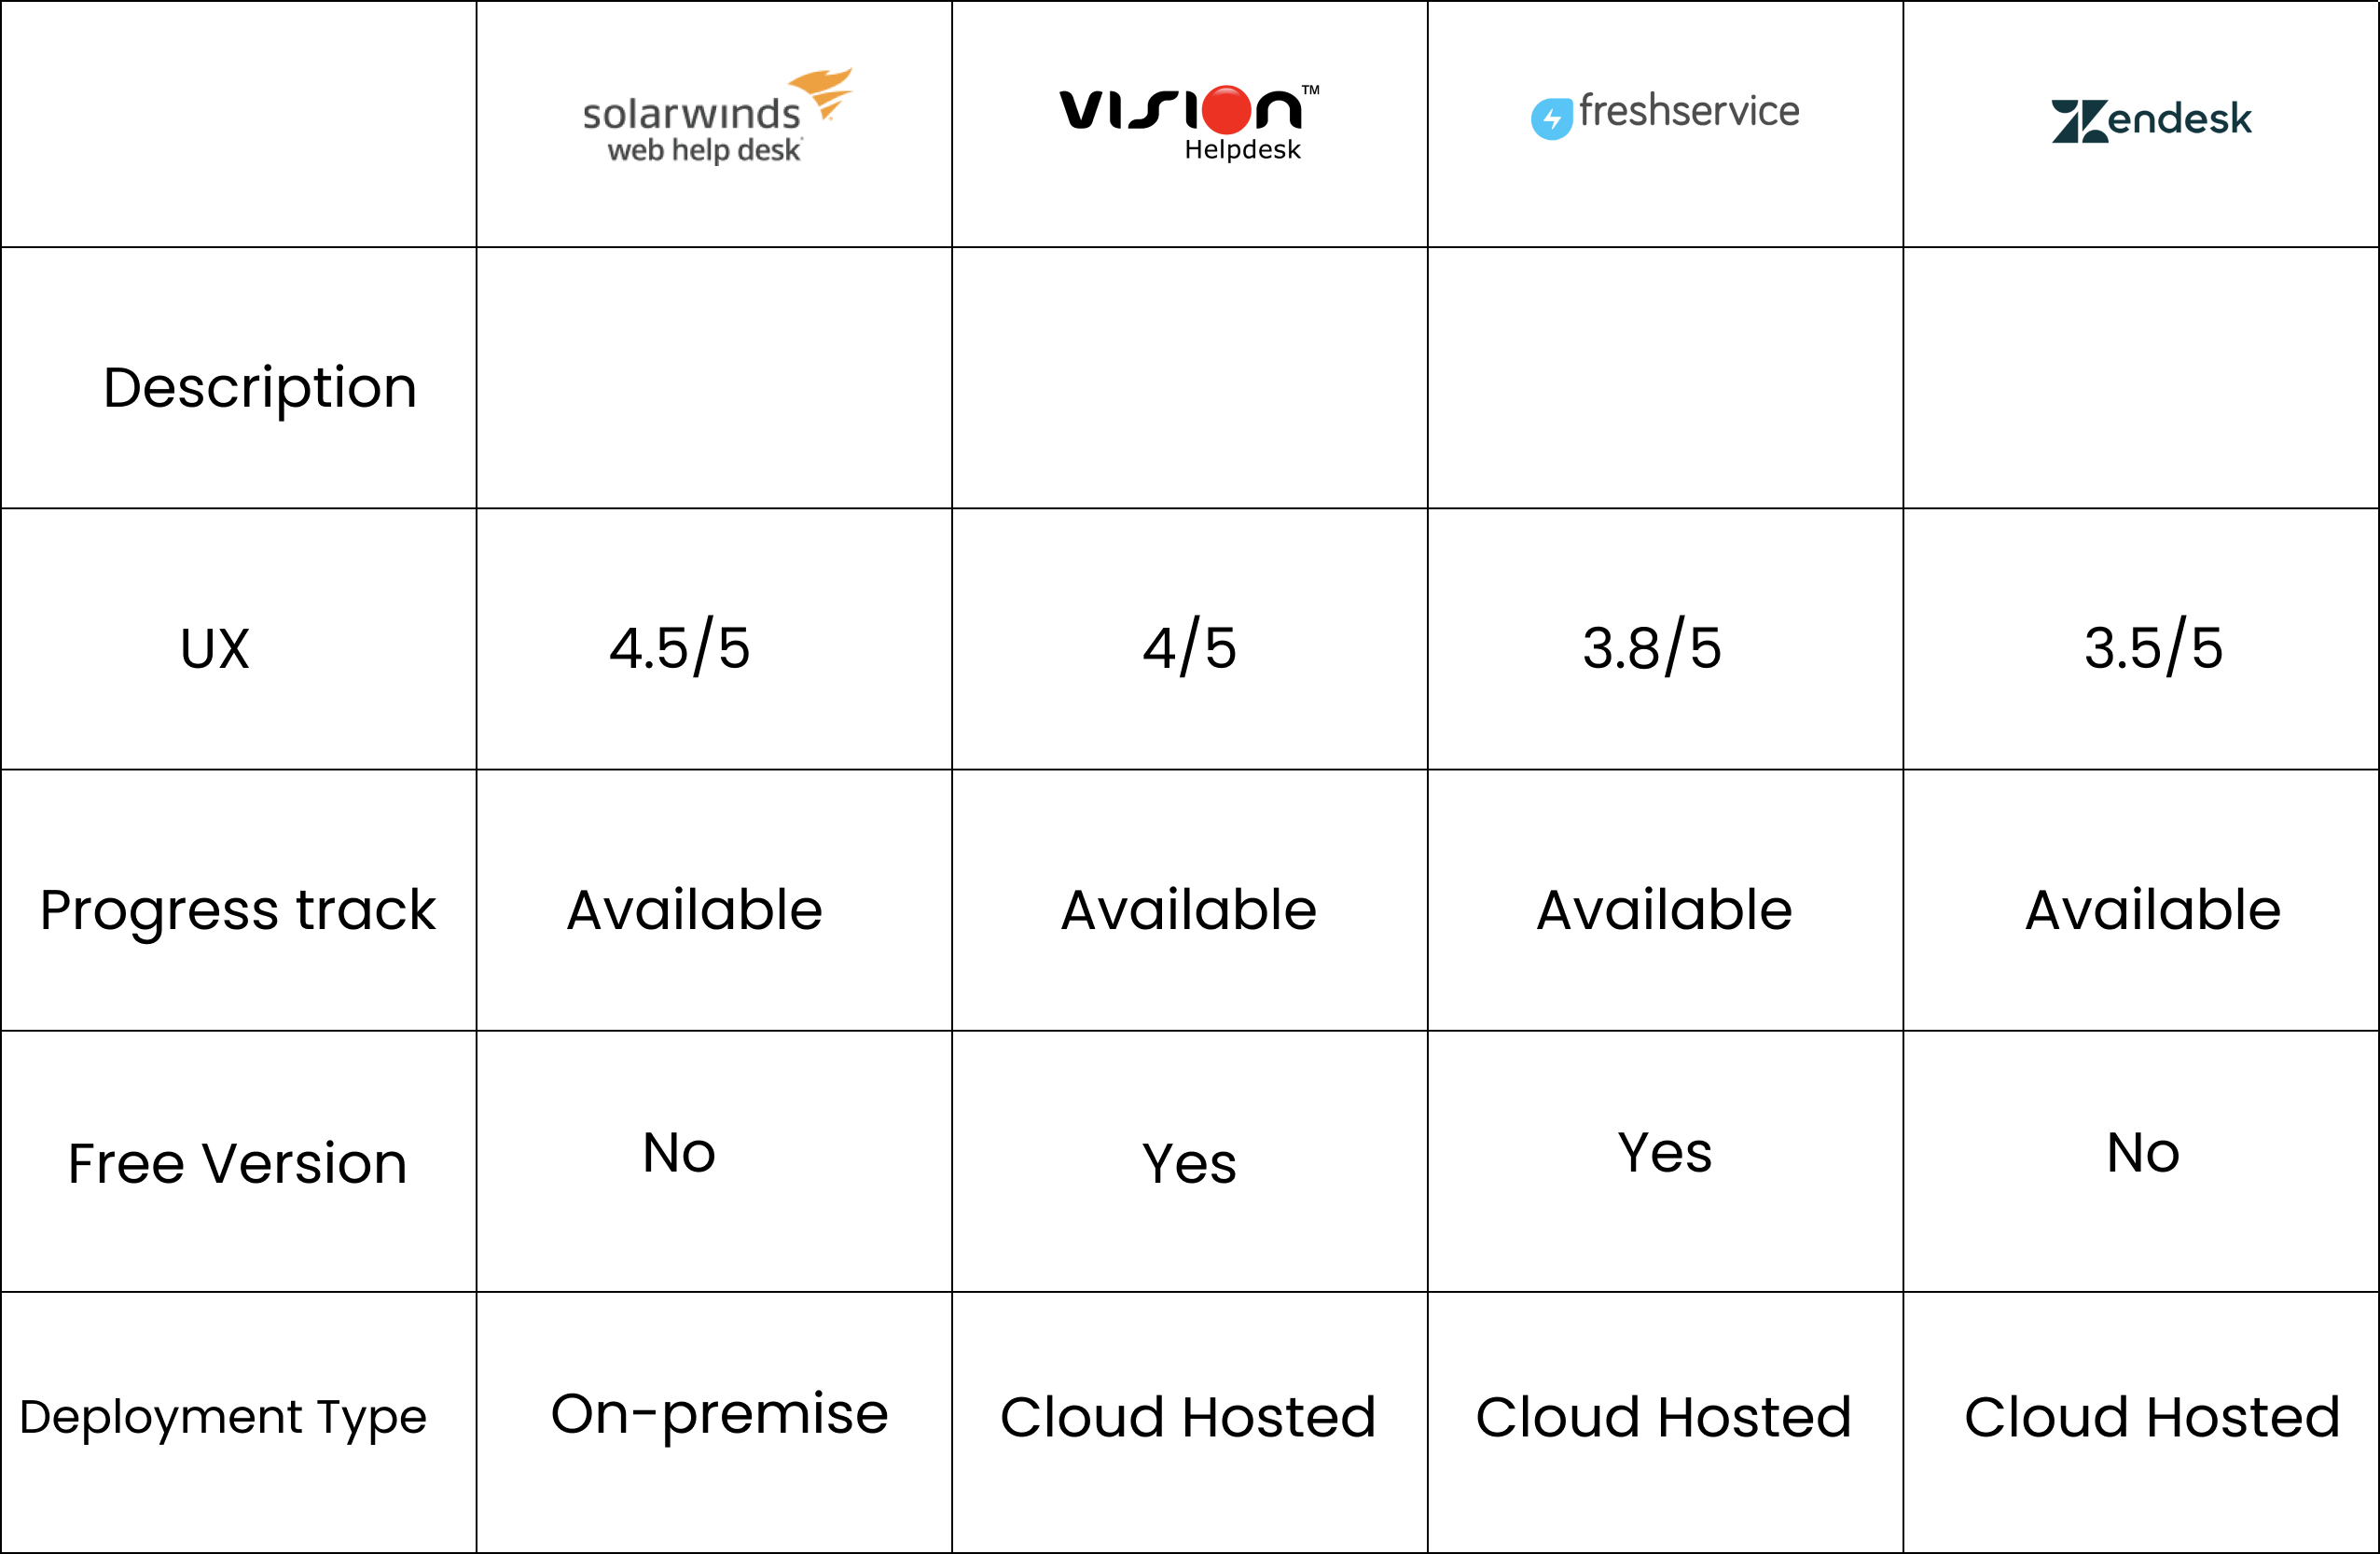 solarwinds
web help desk
vision™
Helpdesk
freshservice
Zendesk
Description
UX
4.5/5
4/5
3.8/5
3.5/5
Progress track
Available
Available
Available
Available
Free Version
No
Yes
Yes
No
Deployment Type
On-premise
Cloud Hosted
Cloud Hosted
Cloud Hosted